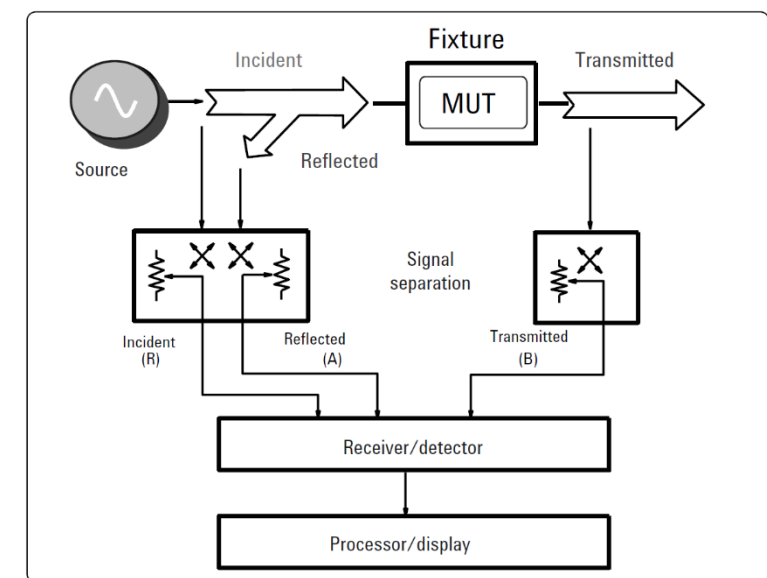 Fixture
Incident
Transmitted
MUT
Reflected
Source
Signal
separation
Incident
(R)
Reflected
(A)
Transmitted
(B)
Receiver/detector
Processor/display